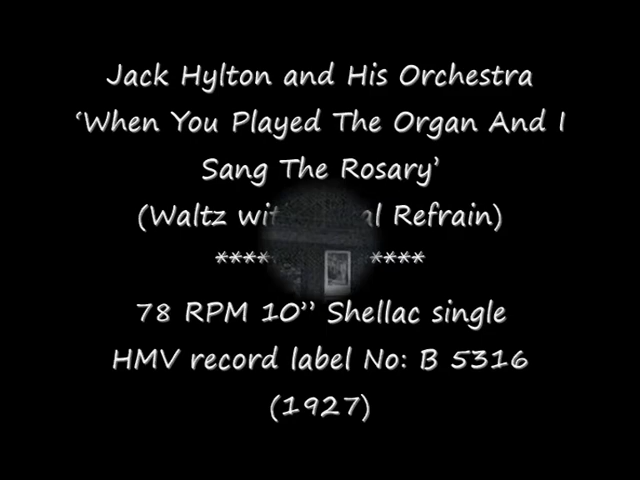 Jack Hylton and His Orchestra
‘When You Played The Organ And I
Sang The Rosary’
(Waltz Refrain)
**** ****
78 RPM 10” Shellac single
HMV record label No: B 5316
(1927)